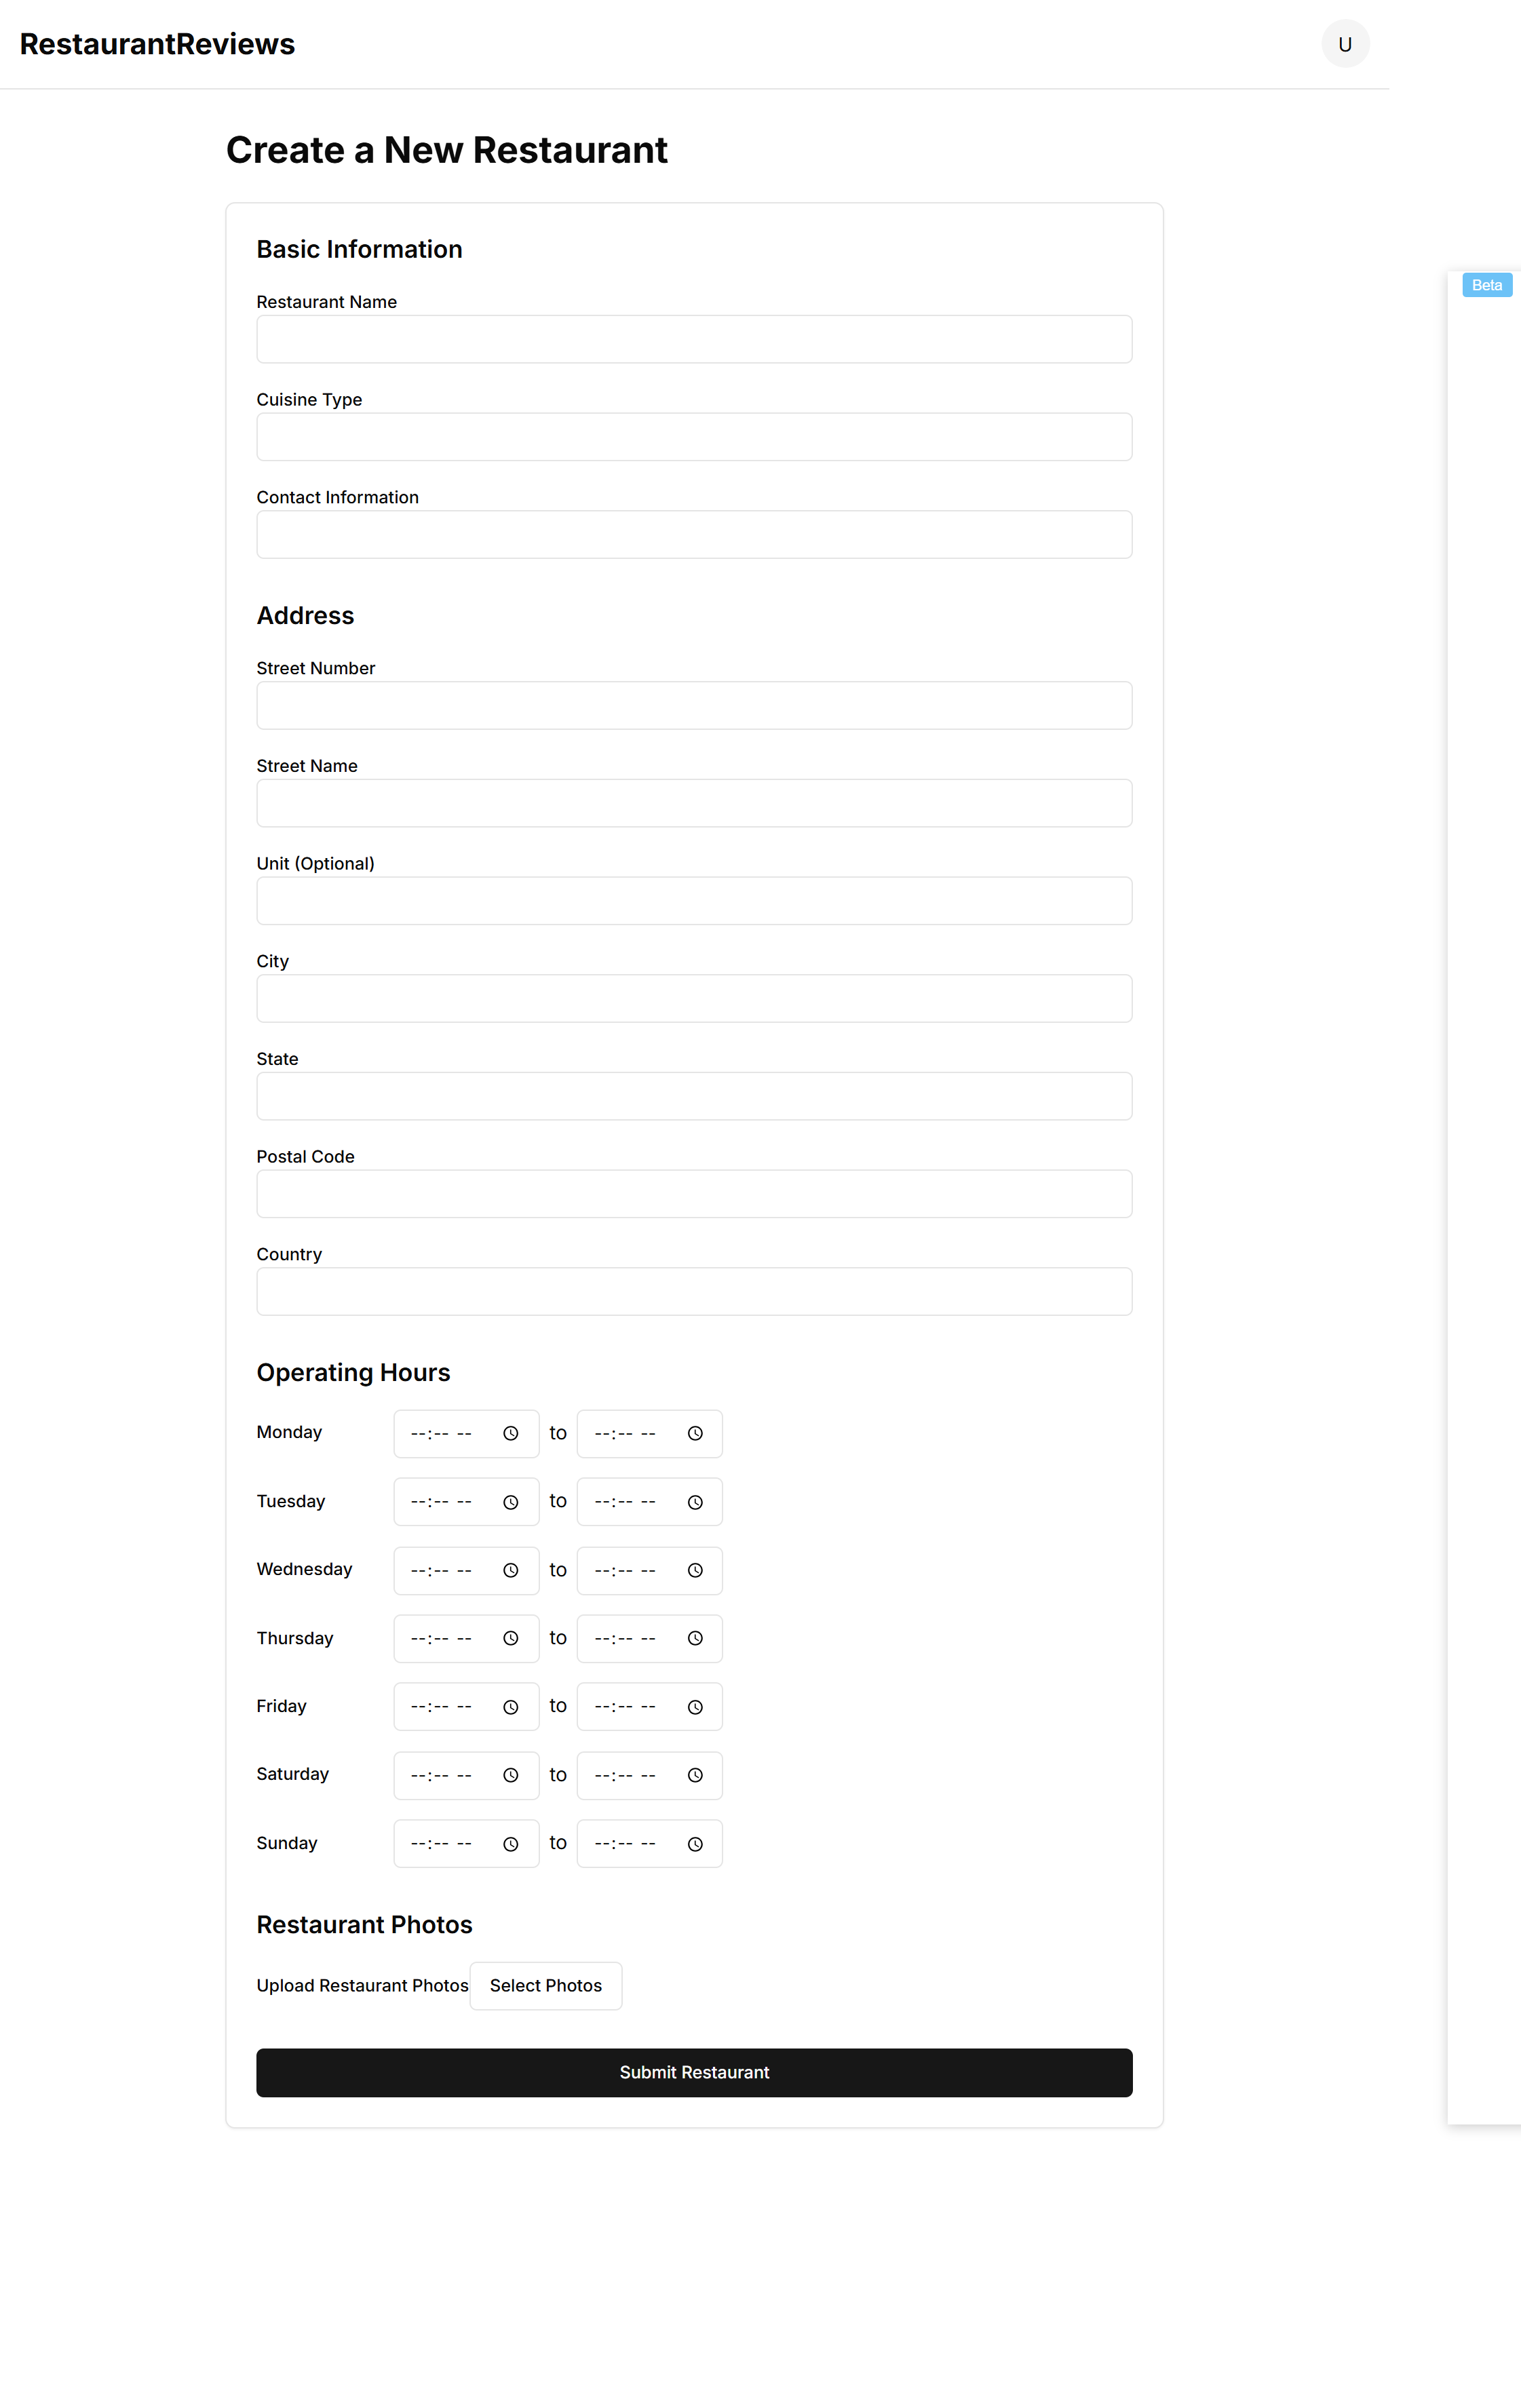 RestaurantReviews
U
Create a New Restaurant
Beta
Basic Information
Restaurant Name
Cuisine Type
Contact Information
Address
Street Number
Street Name
Unit (Optional)
City
State
Postal Code
Country
Operating Hours
Monday --:-- -- to --:-- --
Tuesday --:-- -- to --:-- --
Wednesday --:-- -- to --:-- --
Thursday --:-- -- to --:-- --
Friday --:-- -- to --:-- --
Saturday --:-- -- to --:-- --
Sunday --:-- -- to --:-- --
Restaurant Photos
Upload Restaurant Photos Select Photos
Submit Restaurant